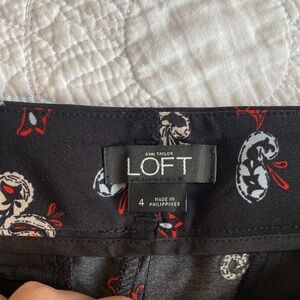 ANN TAYLOR
LOFT
4
MADE IN
PHILIPPINES